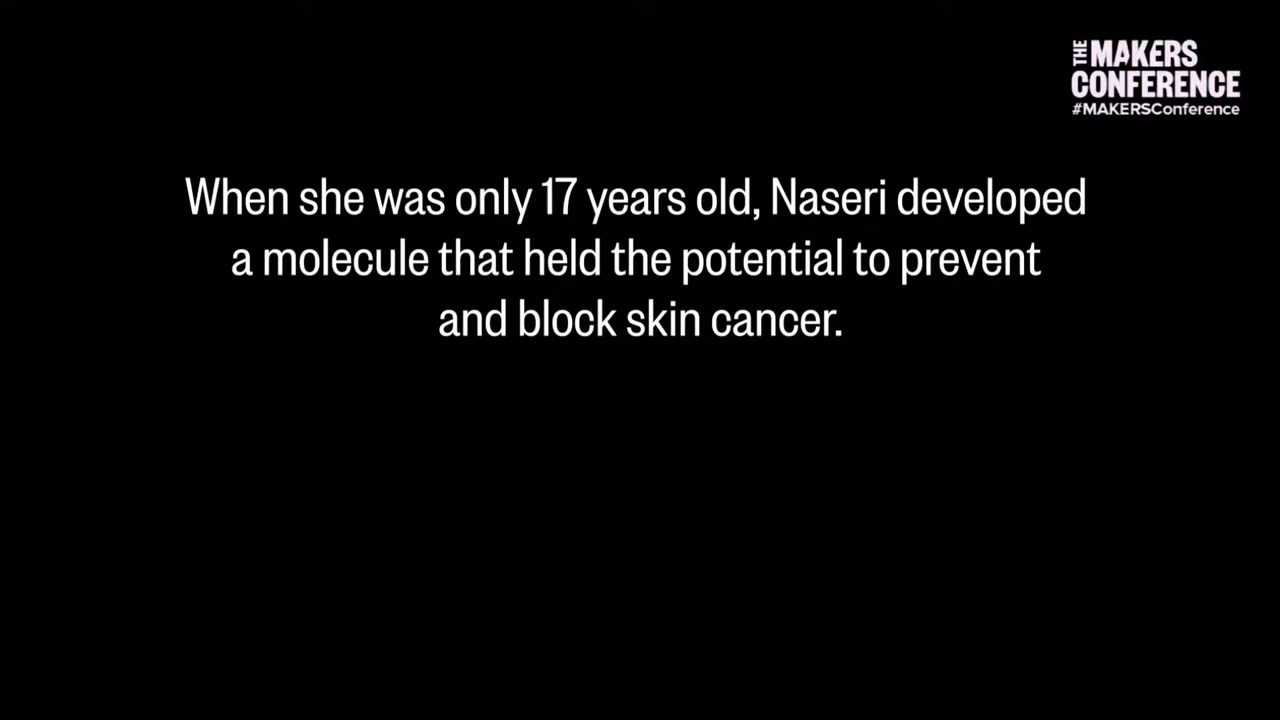 THE MAKERS
CONFERENCE
#MAKERSConference
When she was only 17 years old, Naseri developed
a molecule that held the potential to prevent
and block skin cancer.